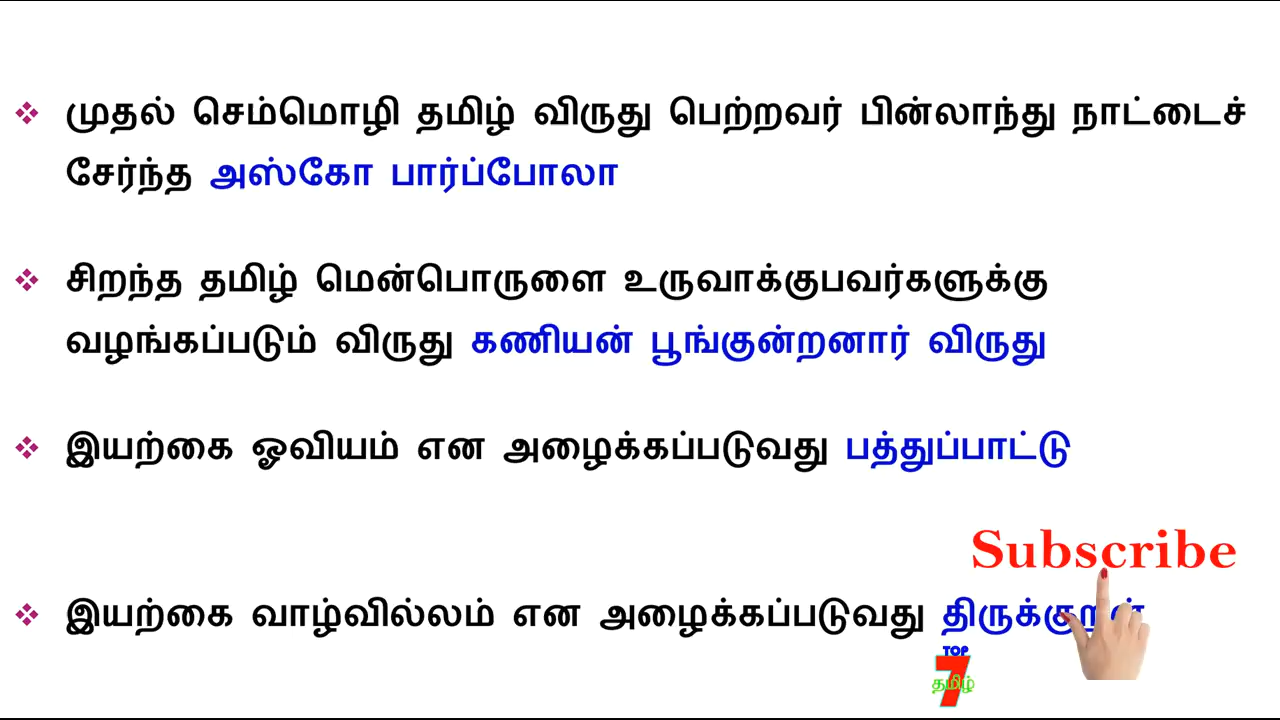 முதல் செம்மொழி தமிழ் விருது பெற்றவர் பின்லாந்து நாட்டைச்
சேர்ந்த அஸ்கோ பார்ப்போலா
சிறந்த தமிழ் மென்பொருளை உருவாக்குபவர்களுக்கு
வழங்கப்படும் விருது கணியன் பூங்குன்றனார் விருது
இயற்கை ஓவியம் என அழைக்கப்படுவது பத்துப்பாட்டு
Subscribe
இயற்கை வாழ்வில்லம் என அழைக்கப்படுவது திருக்குறள்
TOP
7
தமிழ்